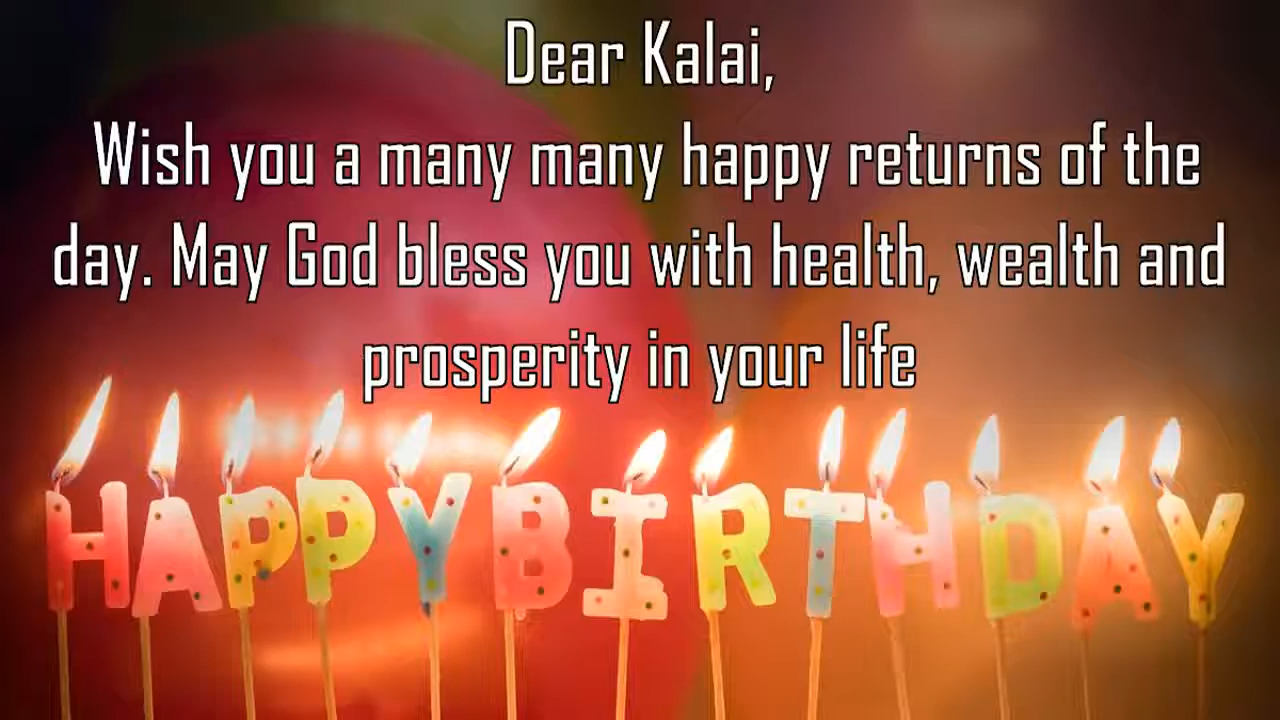 Dear Kalai,
Wish you a many many happy returns of the
day. May God bless you with health, wealth and
prosperity in your life
HAPPY BIRTHDAY